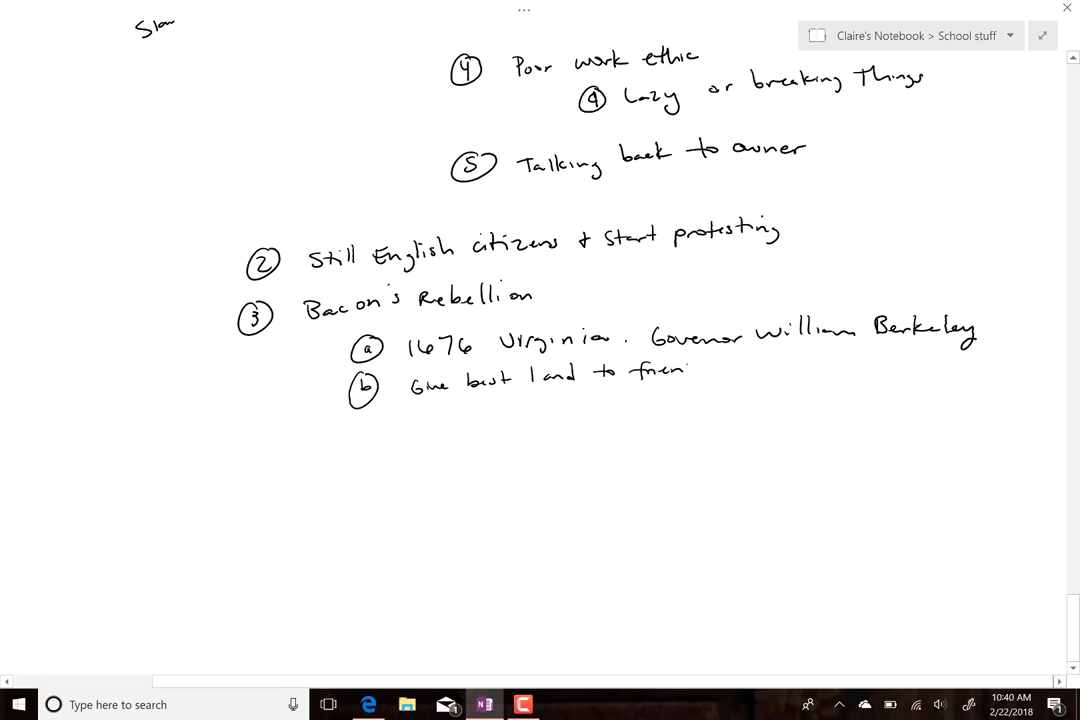 Claire's Notebook > School stuff
④ Poor work ethic
④ Lazy or breaking Things
⑤ Talking back to owner
② Still English citizens + start protesting
③ Bacon's Rebellion
ⓐ 1676 Virginia. Governor William Berkeley
ⓑ Give best land to frien
Type here to search
10:40 AM
2/22/2018